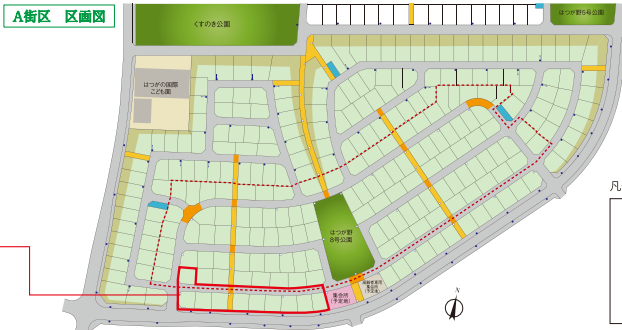 A街区 区画図
くすのき公園
はつが野5号公園
はつがの国際
こども園
はつが野
8号公園
集会所
(予定地)
N
凡